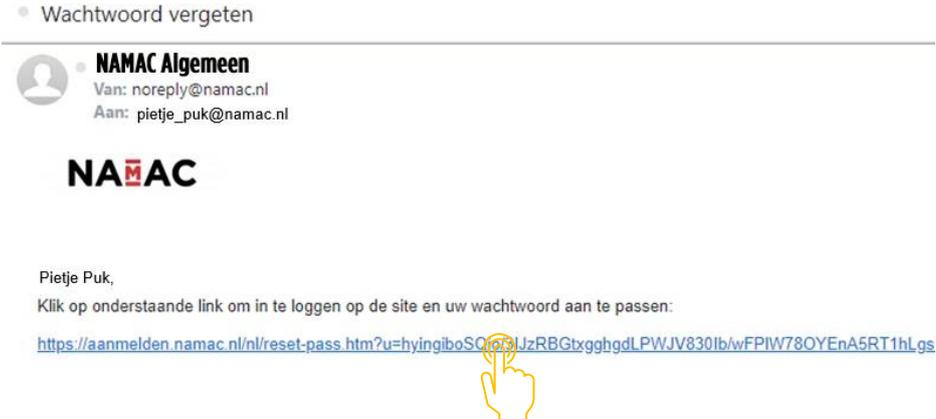 Wachtwoord vergeten
NAMAC Algemeen
Van: noreply@namac.nl
Aan: pietje_puk@namac.nl
NAMAC
Pietje Puk,
Klik op onderstaande link om in te loggen op de site en uw wachtwoord aan te passen: